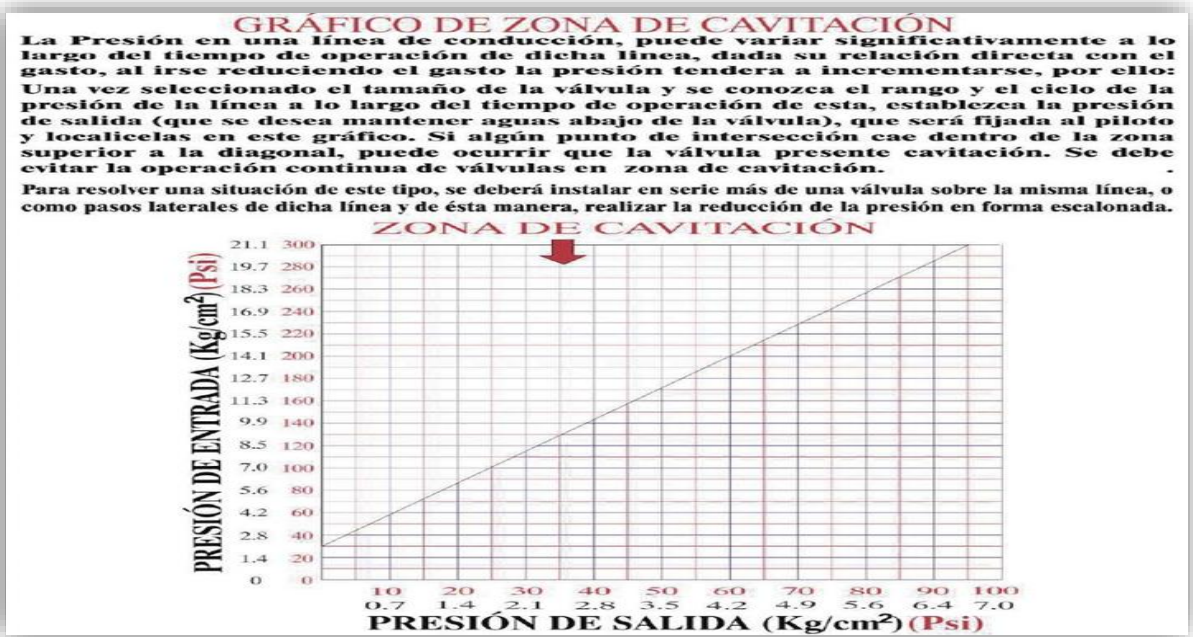 GRÁFICO DE ZONA DE CAVITACIÓN
La Presión en una línea de conducción, puede variar significativamente a lo
largo del tiempo de operación de dicha linea, dada su relación directa con el
gasto, al irse reduciendo el gasto la presión tendera a incrementarse, por ello:
Una vez seleccionado el tamaño de la válvula y se conozca el rango y el ciclo de la
presión de la línea a lo largo del tiempo de operación de esta, establezca la presión
de salida (que se desea mantener aguas abajo de la válvula), que será fijada al piloto
y localicelas en este gráfico. Si algún punto de intersección cae dentro de la zona
superior a la diagonal, puede ocurrir que la válvula presente cavitación. Se debe
evitar la operación continua de válvulas en zona de cavitación. .
Para resolver una situación de este tipo, se deberá instalar en serie más de una válvula sobre la misma línea, o
como pasos laterales de dicha línea y de ésta manera, realizar la reducción de la presión en forma escalonada.
ZONA DE CAVITACIÓN
PRESIÓN DE ENTRADA (Kg/cm²) (Psi)
21.1 300
19.7 280
18.3 260
16.9 240
15.5 220
14.1 200
12.7 180
11.3 160
9.9 140
8.5 120
7.0 100
5.6 80
4.2 60
2.8 40
1.4 20
0 0
10 20 30 40 50 60 70 80 90 100
0.7 1.4 2.1 2.8 3.5 4.2 4.9 5.6 6.4 7.0
PRESIÓN DE SALIDA (Kg/cm²) (Psi)